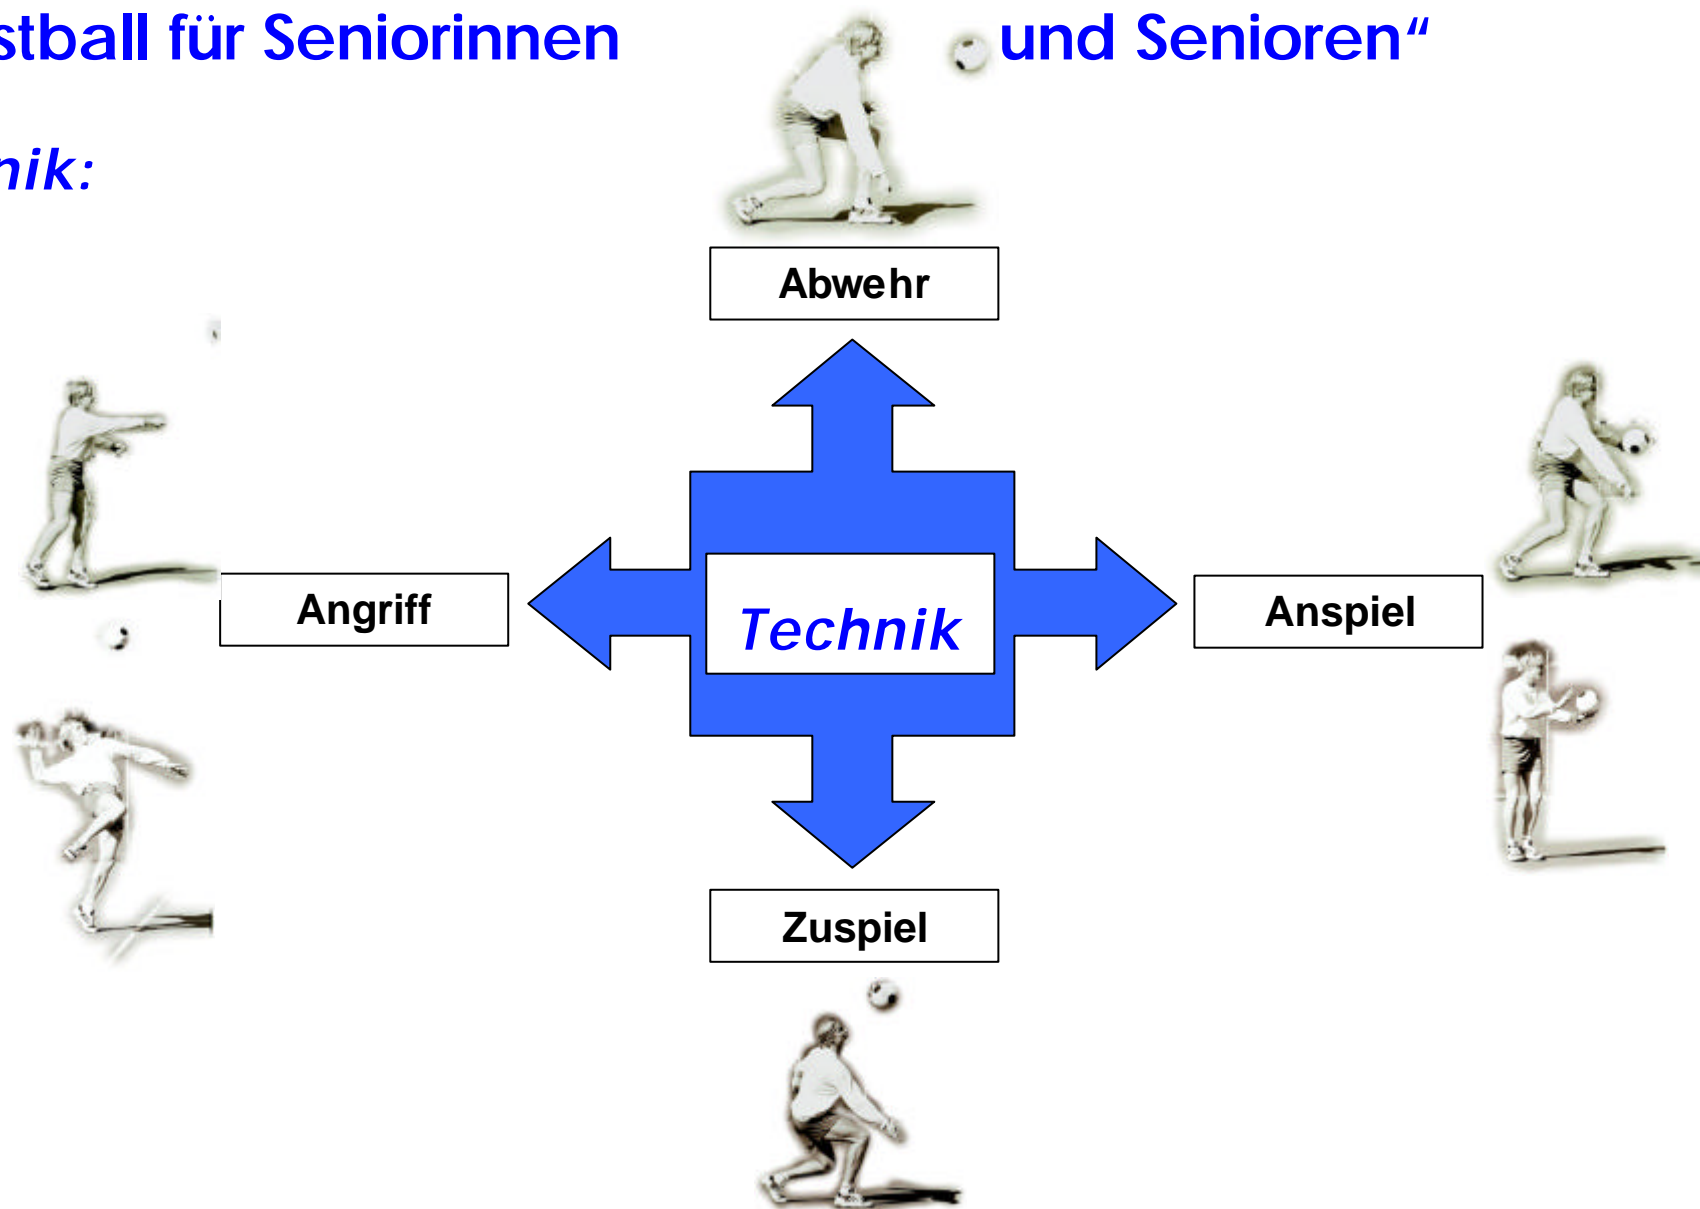 stball für Seniorinnen und Senioren“
nik:
Abwehr
Angriff
Technik
Anspiel
Zuspiel